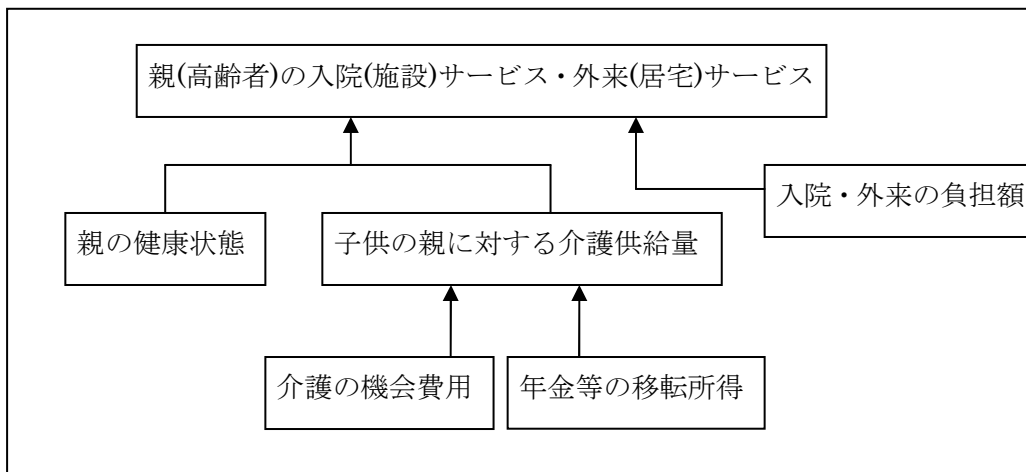 親(高齢者)の入院(施設)サービス・外来(居宅)サービス
入院・外来の負担額
親の健康状態
子供の親に対する介護供給量
介護の機会費用
年金等の移転所得